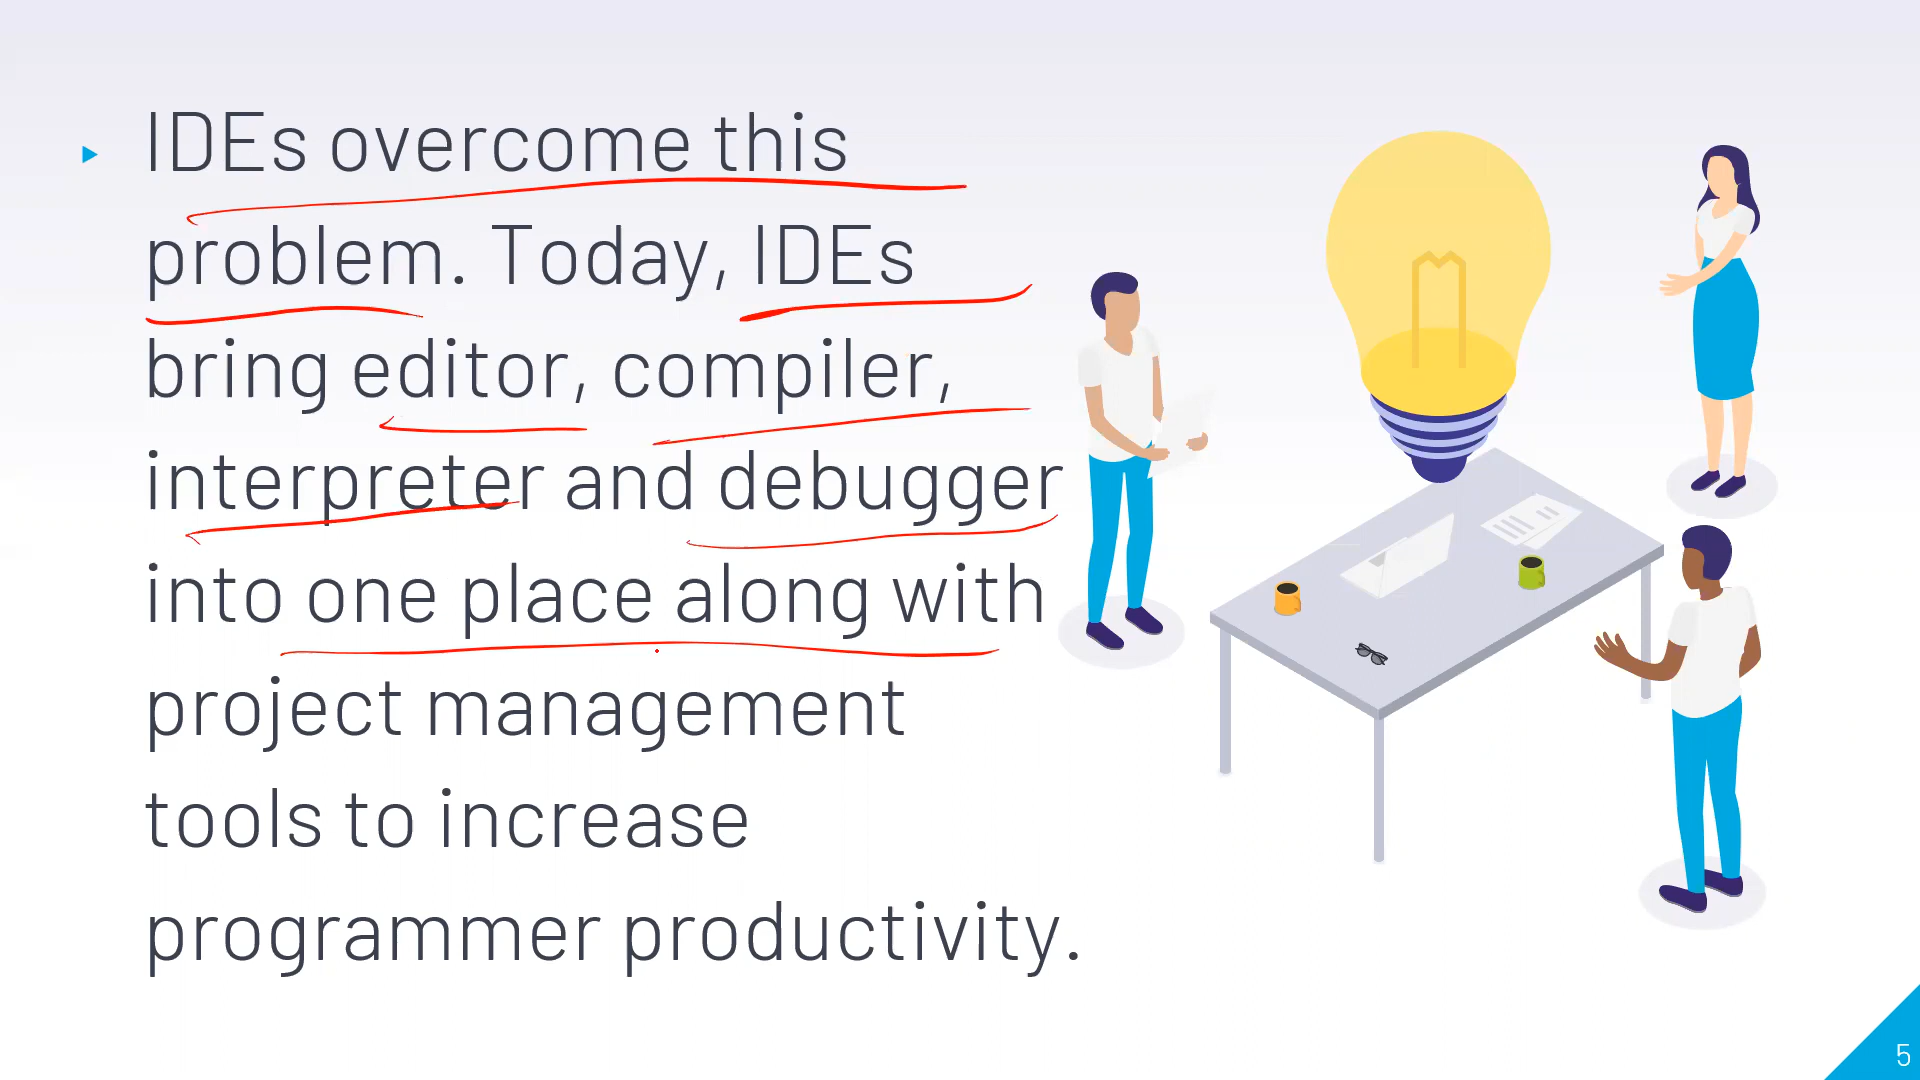 IDEs overcome this
problem. Today, IDEs
bring editor, compiler,
interpreter and debugger
into one place along with
project management
tools to increase
programmer productivity.
5